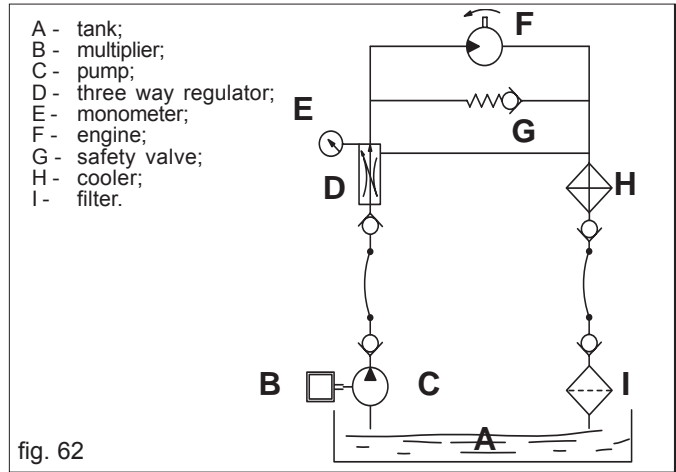 A - tank;
B - multiplier;
C - pump;
D - three way regulator;
E - monometer;
F - engine;
G - safety valve;
H - cooler;
I - filter.
F
E
G
D
H
B
C
I
A
fig. 62